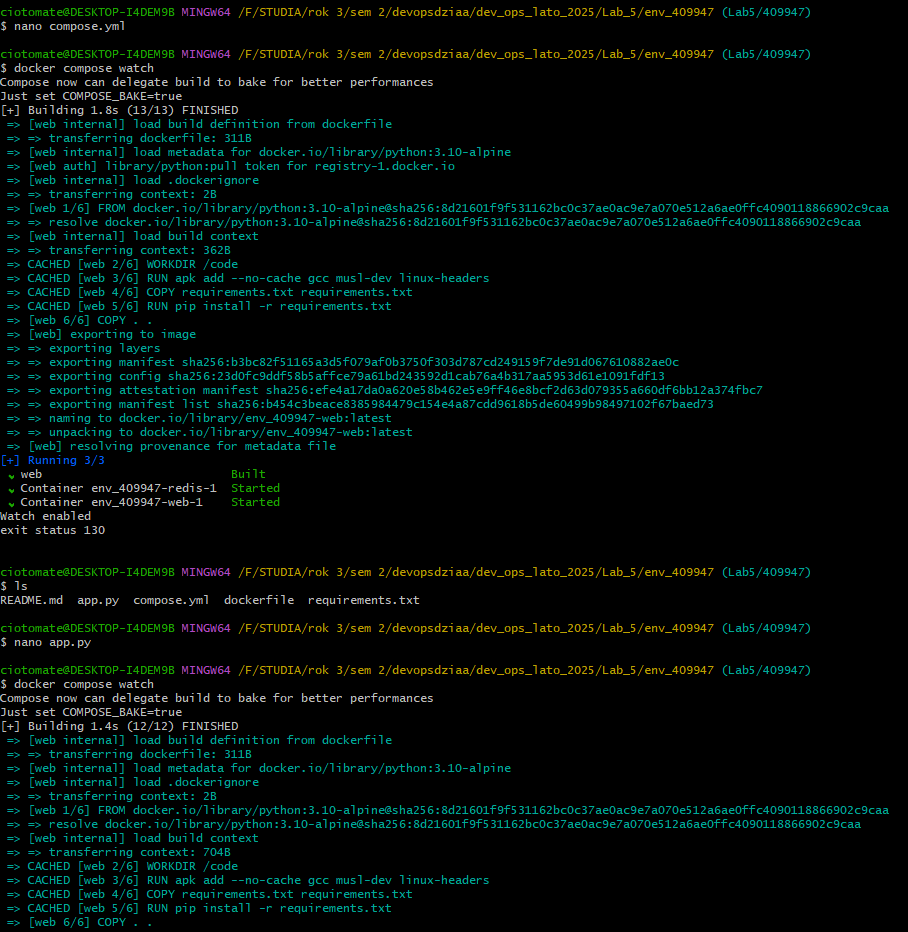 ciotomate@DESKTOP-I4DEM9B MINGW64 /F/STUDIA/rok 3/sem 2/devopsdziaa/dev_ops_lato_2025/Lab_5/env_409947 (Lab5/409947)
$ nano compose.yml
ciotomate@DESKTOP-I4DEM9B MINGW64 /F/STUDIA/rok 3/sem 2/devopsdziaa/dev_ops_lato_2025/Lab_5/env_409947 (Lab5/409947)
$ docker compose watch
Compose now can delegate build to bake for better performances
Just set COMPOSE_BAKE=true
[+] Building 1.8s (13/13) FINISHED
=> [web internal] load build definition from dockerfile
=> => transferring dockerfile: 311B
=> [web internal] load metadata for docker.io/library/python:3.10-alpine
=> [web auth] library/python:pull token for registry-1.docker.io
=> [web internal] load .dockerignore
=> => transferring context: 2B
=> [web 1/6] FROM docker.io/library/python:3.10-alpine@sha256:8d21601f9f531162bc0c37ae0ac9e7a070e512a6ae0ffc4090118866902c9caa
=> => resolve docker.io/library/python:3.10-alpine@sha256:8d21601f9f531162bc0c37ae0ac9e7a070e512a6ae0ffc4090118866902c9caa
=> [web internal] load build context
=> => transferring context: 362B
=> CACHED [web 2/6] WORKDIR /code
=> CACHED [web 3/6] RUN apk add --no-cache gcc musl-dev linux-headers
=> CACHED [web 4/6] COPY requirements.txt requirements.txt
=> CACHED [web 5/6] RUN pip install -r requirements.txt
=> [web 6/6] COPY . .
=> [web] exporting to image
=> => exporting layers
=> => exporting manifest sha256:b3bc82f51165a3d5f079af0b3750f303d787cd249159f7de91d067610882ae0c
=> => exporting config sha256:23d0fc9ddf58b5affce79a61bd243592d1cab76a4b317aa5953d61e1091fdf13
=> => exporting attestation manifest sha256:efe4a17da0a620e58b462e5e9ff46e8bcf2d63d079355a660df6bb12a374fbc7
=> => exporting manifest list sha256:b454c3beace8385984479c154e4a87cdd9618b5de60499b98497102f67baed73
=> => naming to docker.io/library/env_409947-web:latest
=> => unpacking to docker.io/library/env_409947-web:latest
=> [web] resolving provenance for metadata file
[+] Running 3/3
✔ web Built
✔ Container env_409947-redis-1 Started
✔ Container env_409947-web-1 Started
Watch enabled
exit status 130
ciotomate@DESKTOP-I4DEM9B MINGW64 /F/STUDIA/rok 3/sem 2/devopsdziaa/dev_ops_lato_2025/Lab_5/env_409947 (Lab5/409947)
$ ls
README.md app.py compose.yml dockerfile requirements.txt
ciotomate@DESKTOP-I4DEM9B MINGW64 /F/STUDIA/rok 3/sem 2/devopsdziaa/dev_ops_lato_2025/Lab_5/env_409947 (Lab5/409947)
$ nano app.py
ciotomate@DESKTOP-I4DEM9B MINGW64 /F/STUDIA/rok 3/sem 2/devopsdziaa/dev_ops_lato_2025/Lab_5/env_409947 (Lab5/409947)
$ docker compose watch
Compose now can delegate build to bake for better performances
Just set COMPOSE_BAKE=true
[+] Building 1.4s (12/12) FINISHED
=> [web internal] load build definition from dockerfile
=> => transferring dockerfile: 311B
=> [web internal] load metadata for docker.io/library/python:3.10-alpine
=> [web internal] load .dockerignore
=> => transferring context: 2B
=> [web 1/6] FROM docker.io/library/python:3.10-alpine@sha256:8d21601f9f531162bc0c37ae0ac9e7a070e512a6ae0ffc4090118866902c9caa
=> => resolve docker.io/library/python:3.10-alpine@sha256:8d21601f9f531162bc0c37ae0ac9e7a070e512a6ae0ffc4090118866902c9caa
=> [web internal] load build context
=> => transferring context: 704B
=> CACHED [web 2/6] WORKDIR /code
=> CACHED [web 3/6] RUN apk add --no-cache gcc musl-dev linux-headers
=> CACHED [web 4/6] COPY requirements.txt requirements.txt
=> CACHED [web 5/6] RUN pip install -r requirements.txt
=> [web 6/6] COPY . .